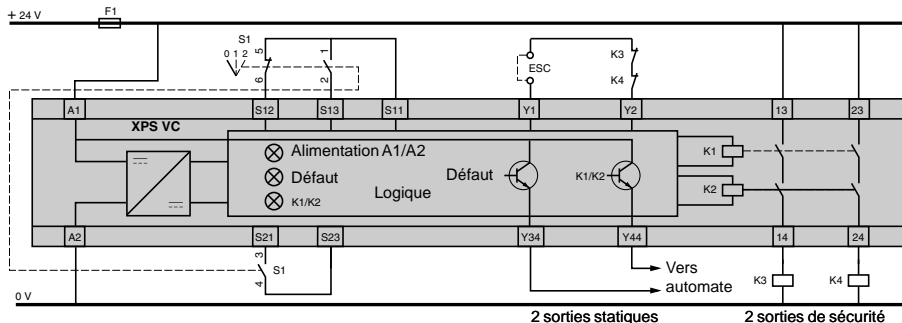 + 24 V
F1
S1
0 1 2
5
6
1
2
ESC
K3
K4
A1
S12
S13
S11
Y1
Y2
13
23
XPS VC
Alimentation A1/A2
Défaut
K1/K2
Logique
Défaut
K1/K2
K1
K2
A2
S21
S23
Y34
Y44
14
24
3
4
S1
Vers
automate
K3
K4
0 V
2 sorties statiques
2 sorties de sécurité